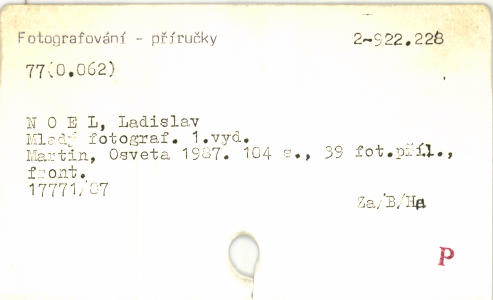 Fotografování - příručky 2-922.228
77(0.062)
N O E L, Ladislav
Mladý fotograf. 1.vyd.
Martin, Osveta 1987. 104 s., 39 fot.příl.,
front.
17771/87
Za/B/Ha
P